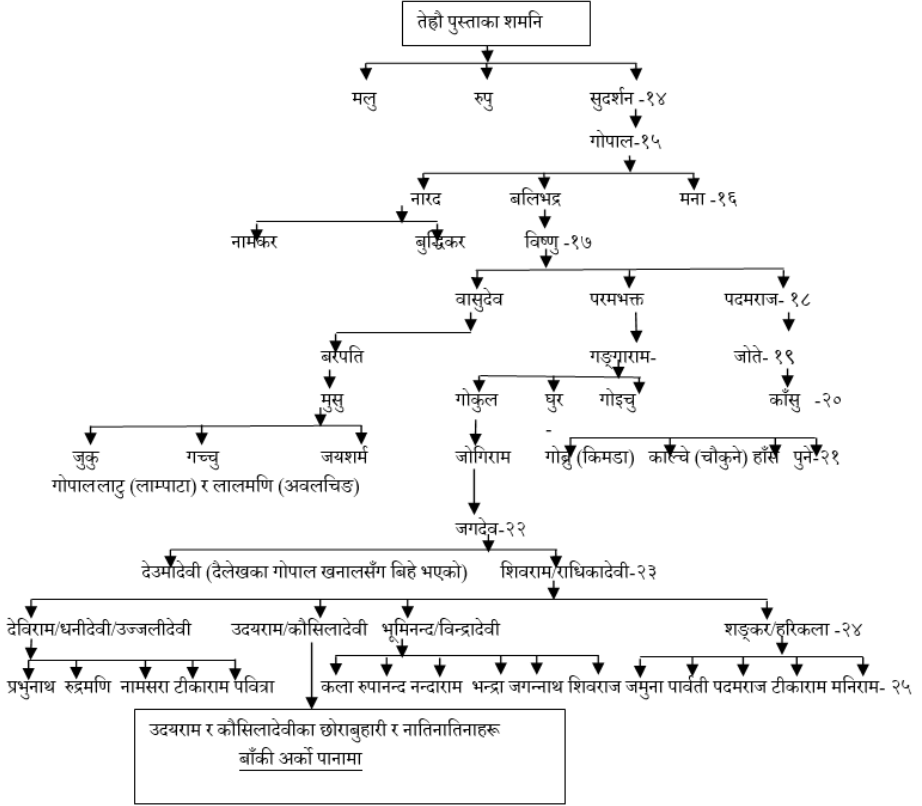 तेह्रौ पुस्ताका शमनि
मलु रुपु सुदर्शन -१४
गोपाल-१५
नारद बलिभद्र मना -१६
नामकर बुद्धिकर विष्णु -१७
वासुदेव परमभक्त पदमराज- १८
बरपति गङ्गाराम- जोते- १९
मुसु गोकुल घुर गोइचु काँसु -२०
-
जुकु गच्चु जयशर्म जोगिराम गोब्रु (किमडा) काल्चे (चौकुने) हाँस पुने-२१
गोपाललाटु (लाम्पाटा) र लालमणि (अवलचिङ)
जगदेव-२२
देउमादेवी (दैलेखका गोपाल खनालसँग बिहे भएको) शिवराम/राधिकादेवी-२३
देविराम/धनीदेवी/उज्जलीदेवी उदयराम/कौसिलादेवी भूमिनन्द/विन्द्रादेवी शङ्कर/हरिकला -२४
प्रभुनाथ रुद्रमणि नामसरा टीकाराम पवित्रा कला रुपानन्द नन्दाराम भन्द्रा जगन्नाथ शिवराज जमुना पार्वती पदमराज टीकाराम मनिराम- २५
उदयराम र कौसिलादेवीका छोराबुहारी र नातिनातिनाहरू
बाँकी अर्को पानामा